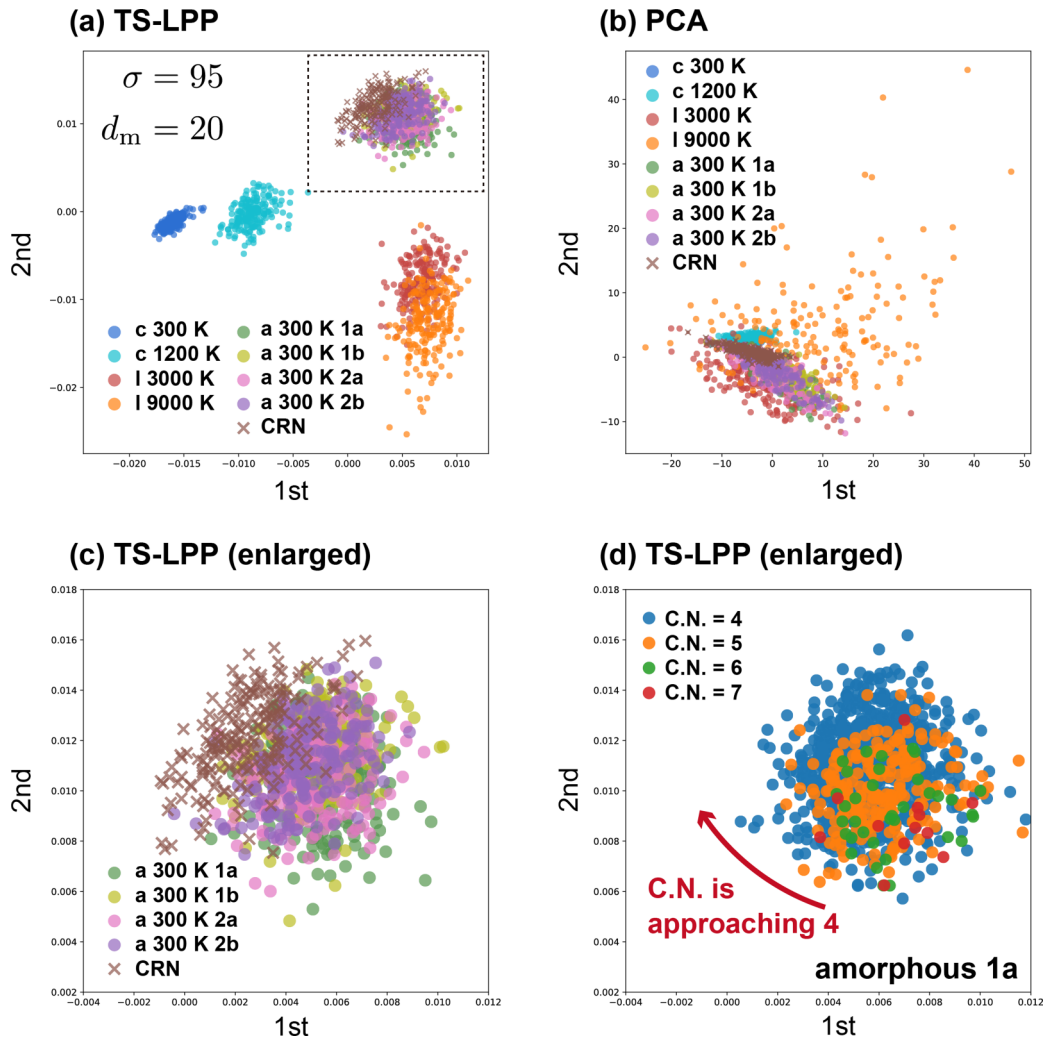 (a) TS-LPP
σ = 95
dm = 20
0.01
0.00
−0.01
−0.02
2nd
c 300 K
c 1200 K
l 3000 K
l 9000 K
a 300 K 1a
a 300 K 1b
a 300 K 2a
a 300 K 2b
CRN
−0.020 −0.015 −0.010 −0.005 0.000 0.005 0.010
1st
(b) PCA
40
30
20
10
0
−10
2nd
c 300 K
c 1200 K
l 3000 K
l 9000 K
a 300 K 1a
a 300 K 1b
a 300 K 2a
a 300 K 2b
CRN
−20 −10 0 10 20 30 40 50
1st
(c) TS-LPP (enlarged)
0.018
0.016
0.014
0.012
0.010
0.008
0.006
0.004
0.002
2nd
a 300 K 1a
a 300 K 1b
a 300 K 2a
a 300 K 2b
CRN
−0.004 −0.002 0.000 0.002 0.004 0.006 0.008 0.010 0.012
1st
(d) TS-LPP (enlarged)
0.018
0.016
0.014
0.012
0.010
0.008
0.006
0.004
0.002
2nd
C.N. = 4
C.N. = 5
C.N. = 6
C.N. = 7
C.N. is
approaching 4
amorphous 1a
−0.004 −0.002 0.000 0.002 0.004 0.006 0.008 0.010 0.012
1st